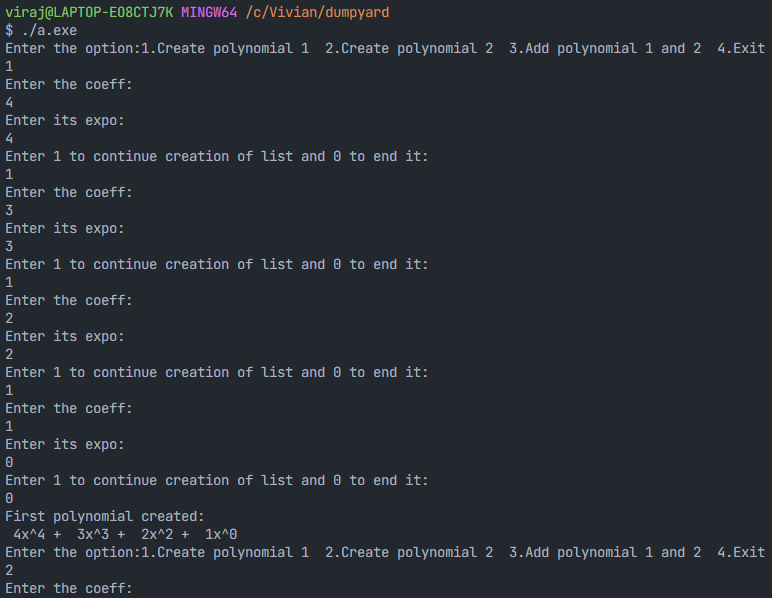 viraj@LAPTOP-EO8CTJ7K MINGW64 /c/Vivian/dumpyard
$ ./a.exe
Enter the option:1.Create polynomial 1  2.Create polynomial 2  3.Add polynomial 1 and 2  4.Exit
1
Enter the coeff:
4
Enter its expo:
4
Enter 1 to continue creation of list and 0 to end it:
1
Enter the coeff:
3
Enter its expo:
3
Enter 1 to continue creation of list and 0 to end it:
1
Enter the coeff:
2
Enter its expo:
2
Enter 1 to continue creation of list and 0 to end it:
1
Enter the coeff:
1
Enter its expo:
0
Enter 1 to continue creation of list and 0 to end it:
0
First polynomial created:
 4x^4 +  3x^3 +  2x^2 +  1x^0
Enter the option:1.Create polynomial 1  2.Create polynomial 2  3.Add polynomial 1 and 2  4.Exit
2
Enter the coeff: